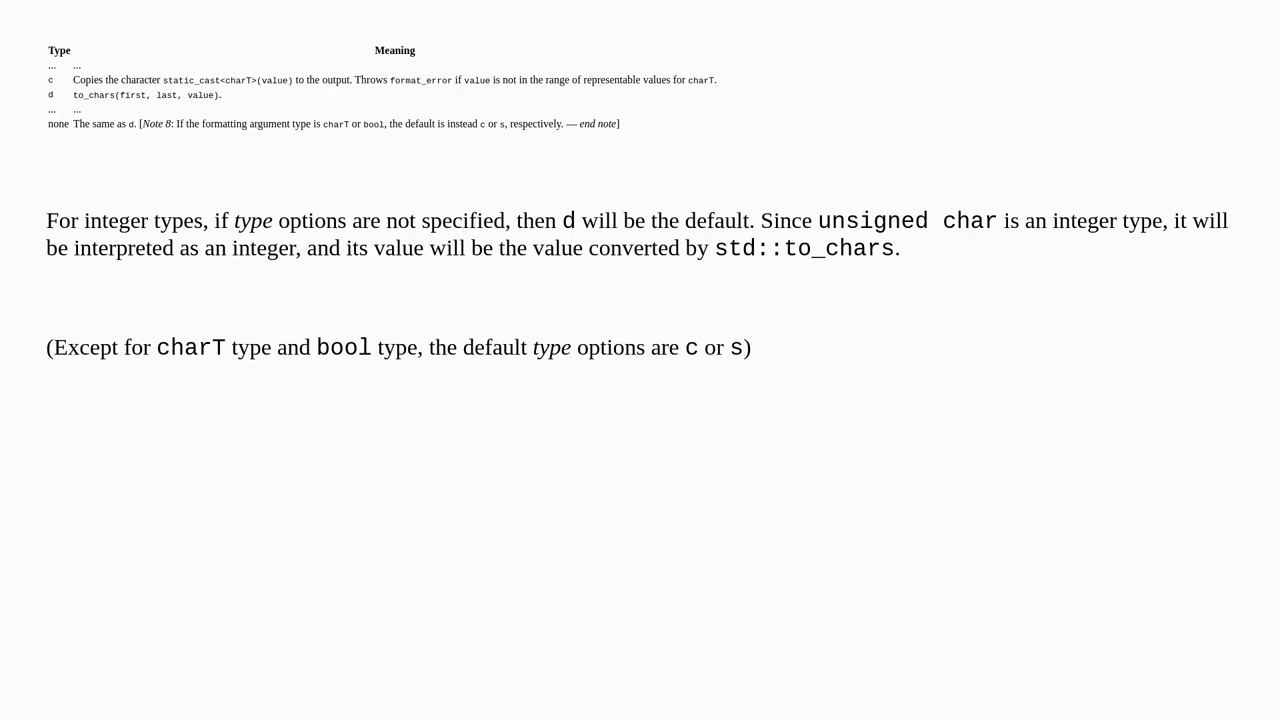 Type Meaning
... ...
c Copies the character static_cast<charT>(value) to the output. Throws format_error if value is not in the range of representable values for charT.
d to_chars(first, last, value).
... ...
none The same as d. [Note 8: If the formatting argument type is charT or bool, the default is instead c or s, respectively. — end note]
For integer types, if type options are not specified, then d will be the default. Since unsigned char is an integer type, it will
be interpreted as an integer, and its value will be the value converted by std::to_chars.
(Except for charT type and bool type, the default type options are c or s)